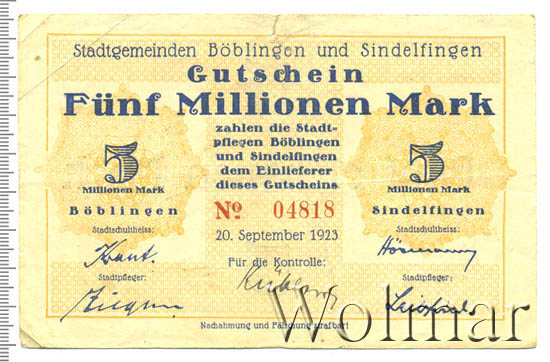 Stadtgemeinden Böblingen und Sindelfingen
Gutschein
Fünf Millionen Mark
zahlen die Stadt-
pflegen Böblingen
und Sindelfingen
dem Einlieferer
dieses Gutscheins
5
Millionen Mark
Böblingen
Stadtschultheiss:
Stadtpfleger:
No 04818
20. September 1923
Für die Kontrolle:
5
Millionen Mark
Sindelfingen
Stadtschultheiss:
Stadtpfleger:
Nachahmung und Fälschung strafbar!
Wolmar